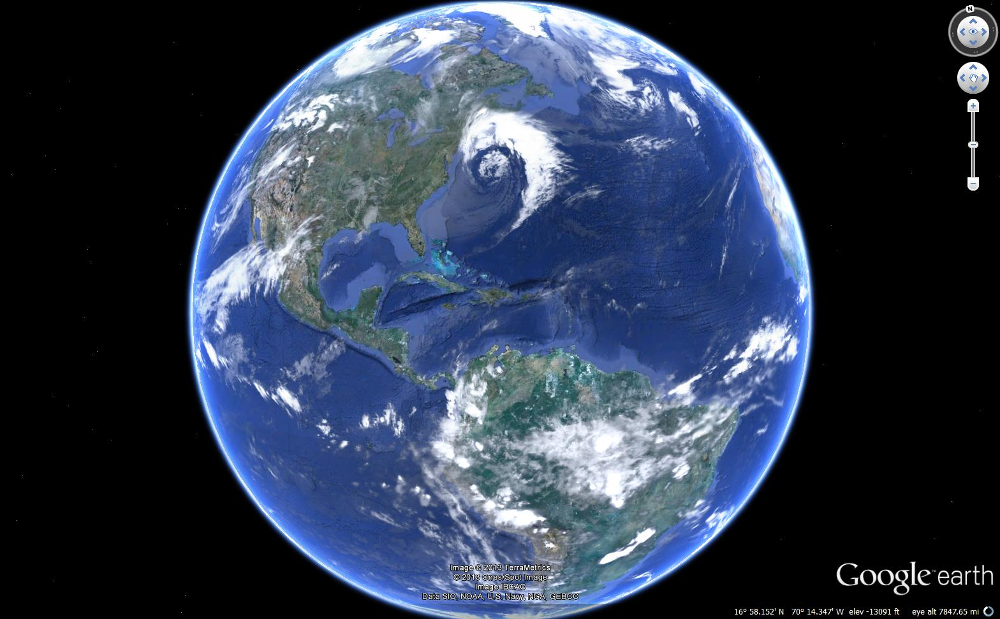 N
Image © 2013 TerraMetrics
© 2013 Cnes/Spot Image
Image IBCAO
Data SIO, NOAA, U.S. Navy, NGA, GEBCO
Google™ earth
16° 58.152' N 70° 14.347' W elev -13091 ft eye alt 7847.65 mi